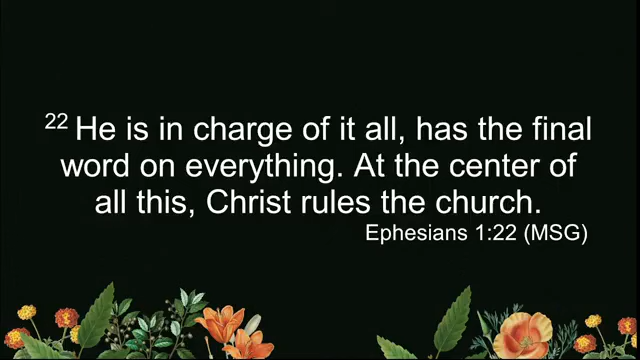 22 He is in charge of it all, has the final
word on everything. At the center of
all this, Christ rules the church.
Ephesians 1:22 (MSG)